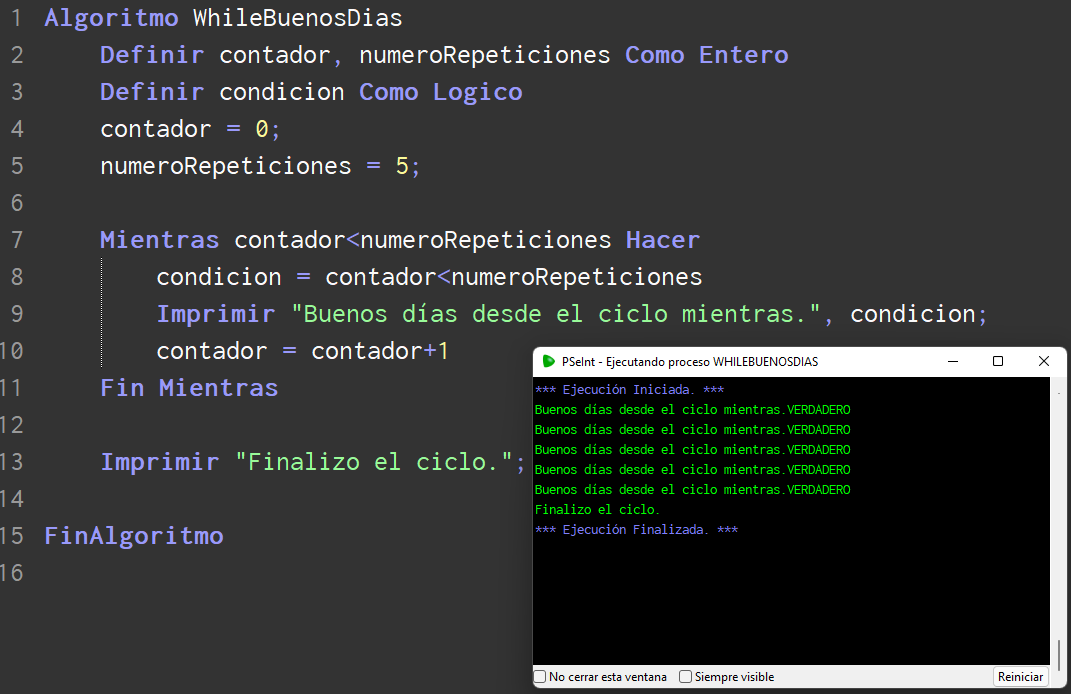 1 Algoritmo WhileBuenosDias
2 Definir contador, numeroRepeticiones Como Entero
3 Definir condicion Como Logico
4 contador = 0;
5 numeroRepeticiones = 5;
6
7 Mientras contador<numeroRepeticiones Hacer
8 condicion = contador<numeroRepeticiones
9 Imprimir "Buenos días desde el ciclo mientras.", condicion;
10 contador = contador+1
11 Fin Mientras
12
13 Imprimir "Finalizo el ciclo.";
14
15 FinAlgoritmo
16
PSeInt - Ejecutando proceso WHILEBUENOSDIAS
*** Ejecución Iniciada. ***
Buenos días desde el ciclo mientras.VERDADERO
Buenos días desde el ciclo mientras.VERDADERO
Buenos días desde el ciclo mientras.VERDADERO
Buenos días desde el ciclo mientras.VERDADERO
Buenos días desde el ciclo mientras.VERDADERO
Finalizo el ciclo.
*** Ejecución Finalizada. ***
No cerrar esta ventana Siempre visible Reiniciar